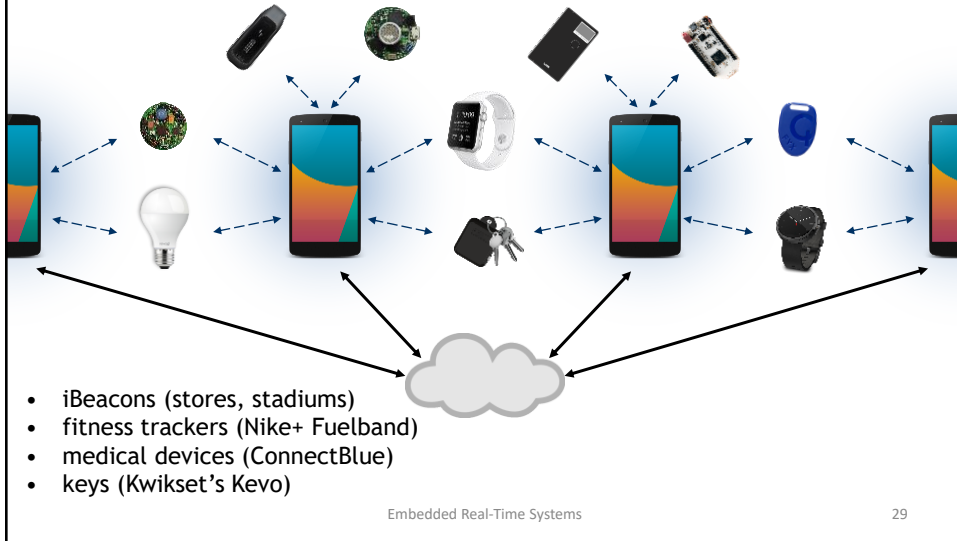 • iBeacons (stores, stadiums)
• fitness trackers (Nike+ Fuelband)
• medical devices (ConnectBlue)
• keys (Kwikset’s Kevo)
Embedded Real-Time Systems
29